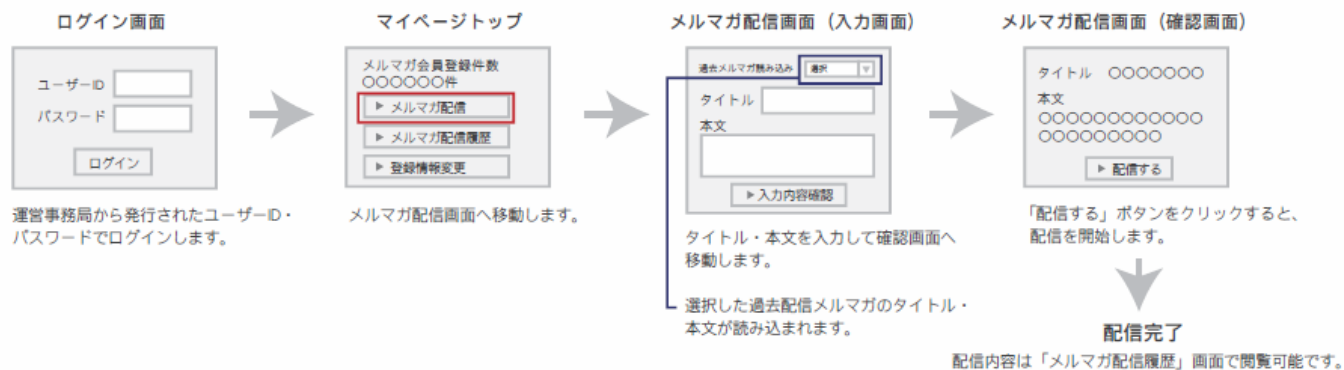 ログイン画面
ユーザーID
パスワード
ログイン
運営事務局から発行されたユーザーID・
パスワードでログインします。
マイページトップ
メルマガ会員登録件数
○○○○○○件
▶ メルマガ配信
▶ メルマガ配信履歴
▶ 登録情報変更
メルマガ配信画面へ移動します。
メルマガ配信画面（入力画面）
過去メルマガ読み込み 選択 ▽
タイトル
本文
▶入力内容確認
タイトル・本文を入力して確認画面へ
移動します。
選択した過去配信メルマガのタイトル・
本文が読み込まれます。
メルマガ配信画面（確認画面）
タイトル ○○○○○○○
本文
○○○○○○○○○○○○
○○○○○○○○○
▶ 配信する
「配信する」ボタンをクリックすると、
配信を開始します。
配信完了
配信内容は「メルマガ配信履歴」画面で閲覧可能です。